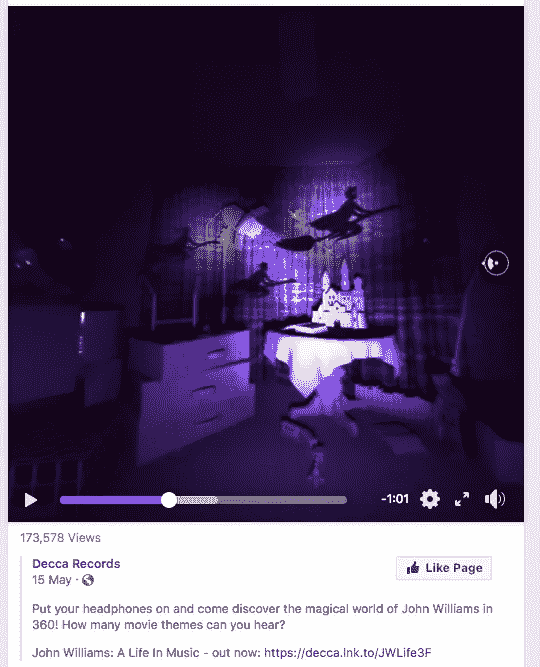 -1:01
173,578 Views
Decca Records
15 May ·
Like Page
Put your headphones on and come discover the magical world of John Williams in
360! How many movie themes can you hear?
John Williams: A Life In Music - out now: https://decca.lnk.to/JWLife3F